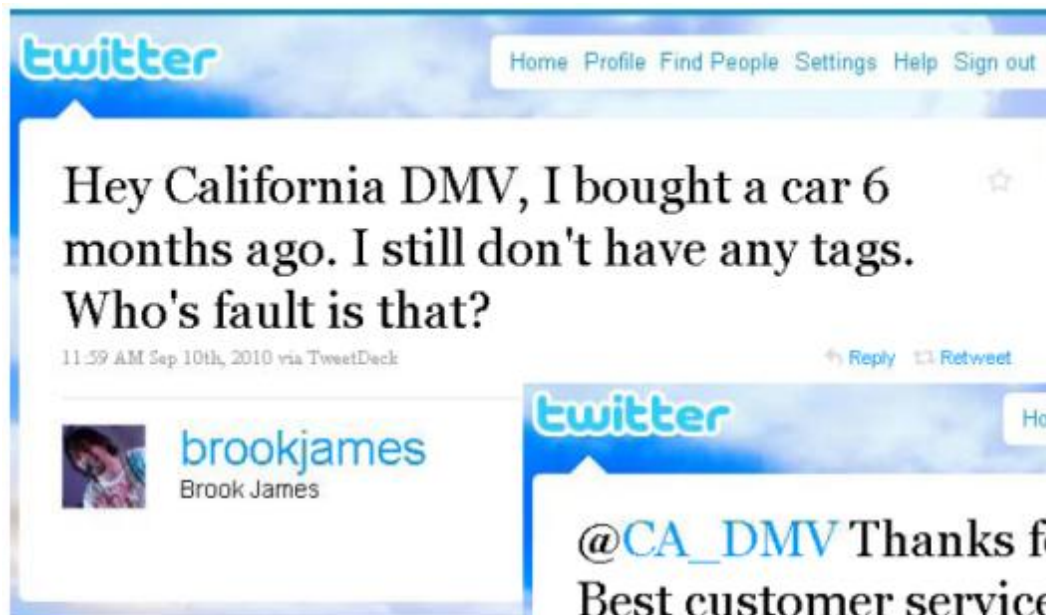 twitter
Home Profile Find People Settings Help Sign out
Hey California DMV, I bought a car 6
months ago. I still don't have any tags.
Who's fault is that?
11:59 AM Sep 10th, 2010 via TweetDeck
Reply Retweet
brookjames
Brook James
twitter
@CA_DMV Thanks
Best customer service